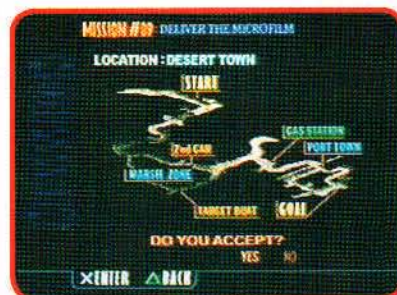 MISSION #09 DELIVER THE MICROFILM
LOCATION : DESERT TOWN
START
GAS STATION
2nd CAR
PORT TOWN
MARSH ZONE
TARGET BOAT
GOAL
DO YOU ACCEPT?
YES NO
×ENTER △BACK